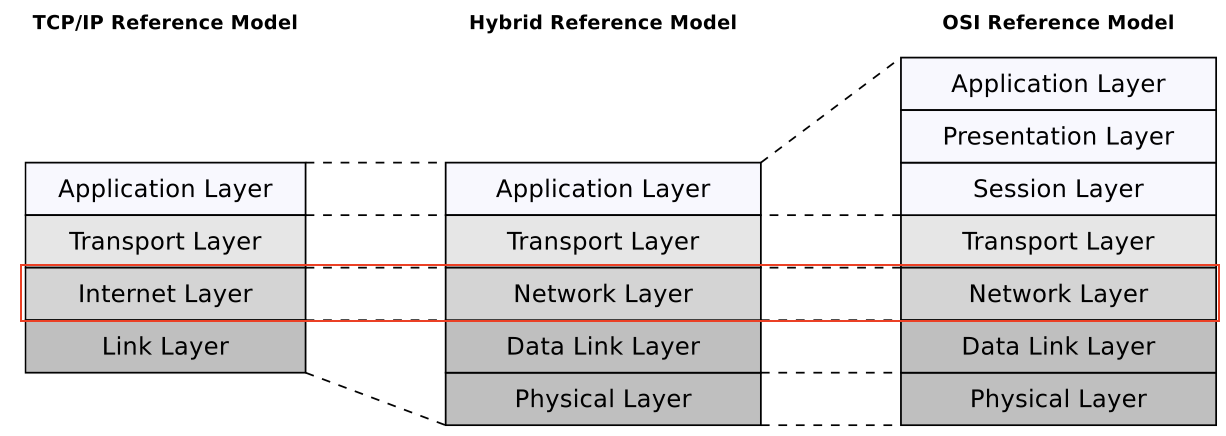 TCP/IP Reference Model
Hybrid Reference Model
OSI Reference Model
Application Layer
Transport Layer
Internet Layer
Link Layer
Application Layer
Transport Layer
Network Layer
Data Link Layer
Physical Layer
Application Layer
Presentation Layer
Session Layer
Transport Layer
Network Layer
Data Link Layer
Physical Layer